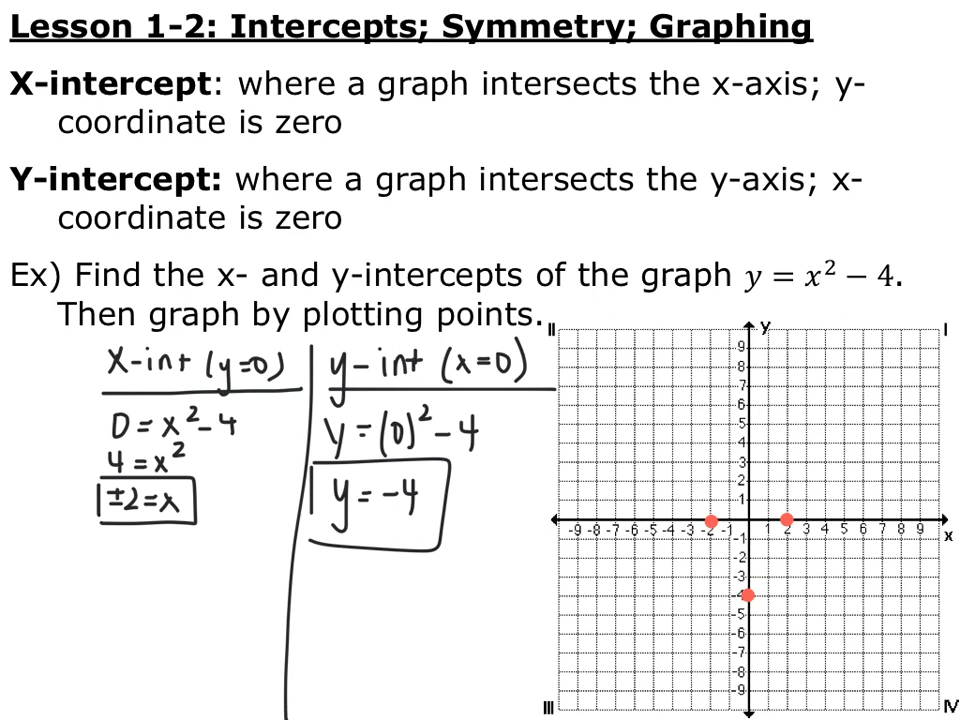 Lesson 1-2: Intercepts; Symmetry; Graphing
X-intercept: where a graph intersects the x-axis; y-
coordinate is zero
Y-intercept: where a graph intersects the y-axis; x-
coordinate is zero
Ex) Find the x- and y-intercepts of the graph y = x² − 4.
Then graph by plotting points.
x-int (y=0)
0 = x² - 4
4 = x²
±2 = x
y-int (x=0)
y = (0)² - 4
y = -4
II
y
I
9
8
7
6
5
4
3
2
1
-9 -8 -7 -6 -5 -4 -3 -2 -1 1 2 3 4 5 6 7 8 9
x
-1
-2
-3
-4
-5
-6
-7
-8
-9
III
IV